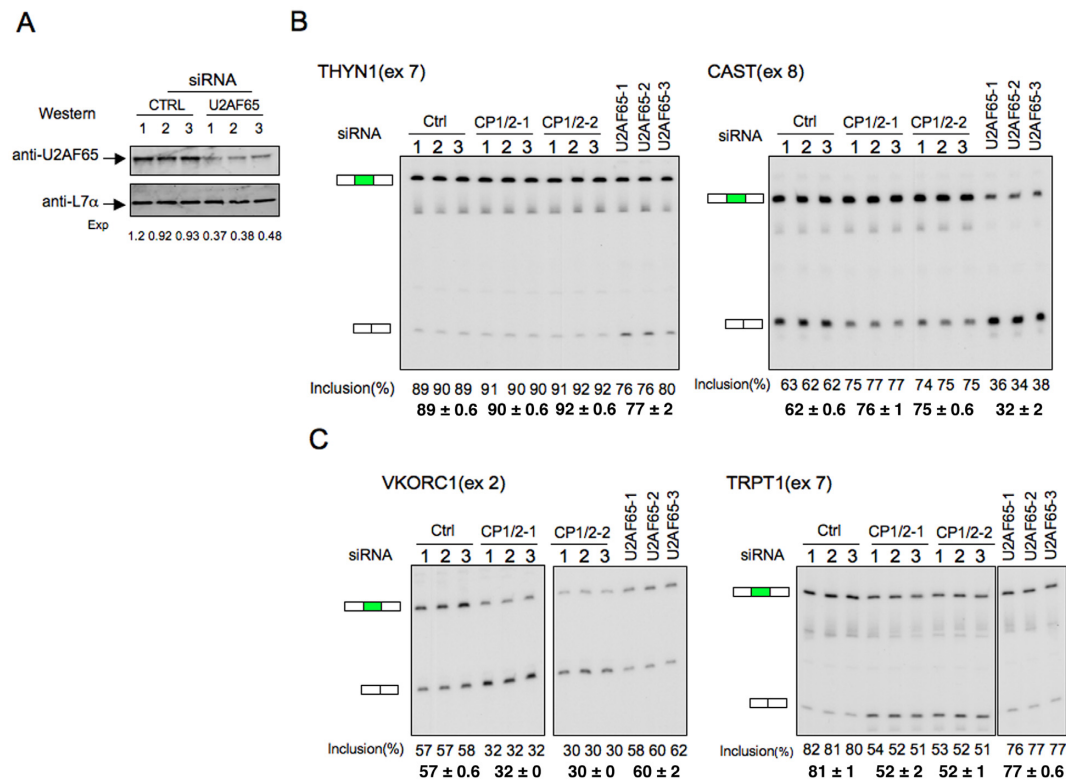 A
siRNA
Western
CTRL
U2AF65
1 2 3 1 2 3
anti-U2AF65
anti-L7α
Exp
1.2 0.92 0.93 0.37 0.38 0.48
B
THYN1(ex 7)
siRNA
Ctrl
CP1/2-1
CP1/2-2
U2AF65-1
U2AF65-2
U2AF65-3
1 2 3 1 2 3 1 2 3
Inclusion(%)
89 90 89 91 90 90 91 92 92 76 76 80
89 ± 0.6 90 ± 0.6 92 ± 0.6 77 ± 2
CAST(ex 8)
siRNA
Ctrl
CP1/2-1
CP1/2-2
U2AF65-1
U2AF65-2
U2AF65-3
1 2 3 1 2 3 1 2 3
Inclusion(%)
63 62 62 75 77 77 74 75 75 36 34 38
62 ± 0.6 76 ± 1 75 ± 0.6 32 ± 2
C
VKORC1(ex 2)
siRNA
Ctrl
CP1/2-1
CP1/2-2
U2AF65-1
U2AF65-2
U2AF65-3
1 2 3 1 2 3 1 2 3
Inclusion(%)
57 57 58 32 32 32 30 30 30 58 60 62
57 ± 0.6 32 ± 0 30 ± 0 60 ± 2
TRPT1(ex 7)
siRNA
Ctrl
CP1/2-1
CP1/2-2
U2AF65-1
U2AF65-2
U2AF65-3
1 2 3 1 2 3 1 2 3
Inclusion(%)
82 81 80 54 52 51 53 52 51 76 77 77
81 ± 1 52 ± 2 52 ± 1 77 ± 0.6